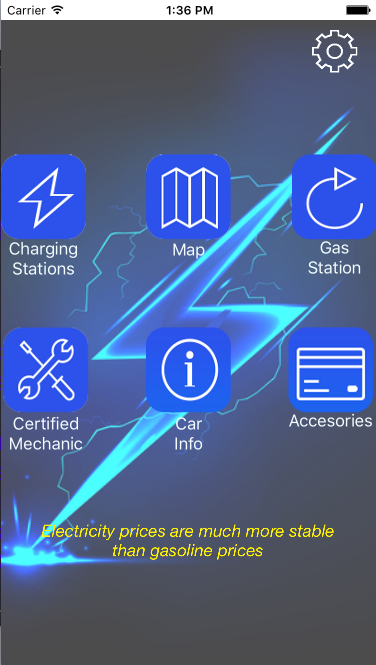 Carrier 1:36 PM
Charging
Stations
Map
Gas
Station
Certified
Mechanic
Car
Info
Accesories
Electricity prices are much more stable
than gasoline prices